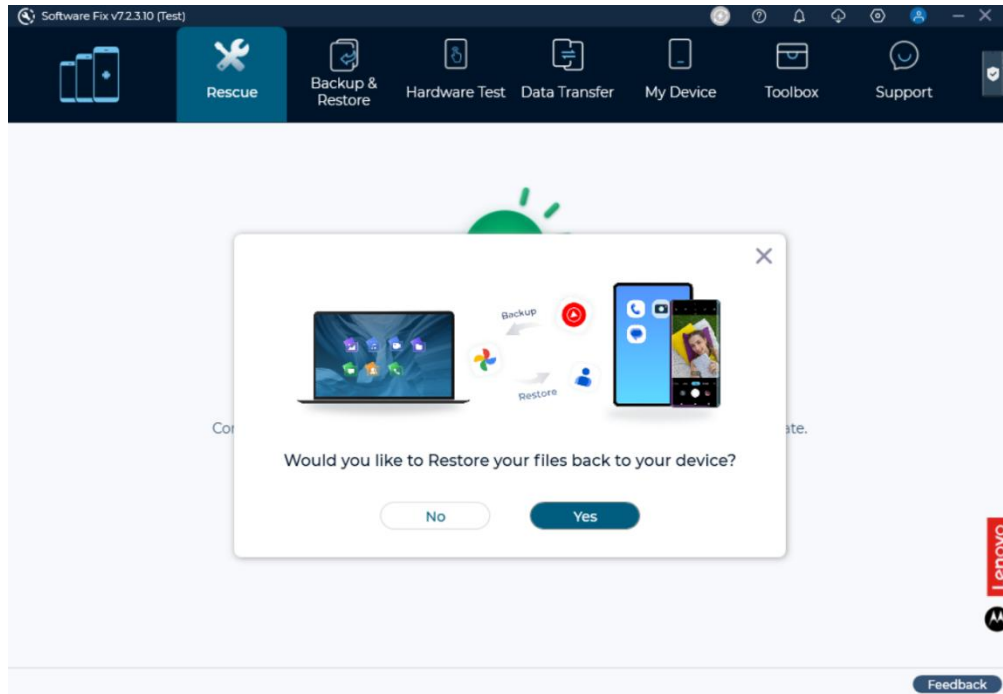 Software Fix v7.2.3.10 (Test)
Rescue
Backup &
Restore
Hardware Test
Data Transfer
My Device
Toolbox
Support
Backup
Restore
Would you like to Restore your files back to your device?
No
Yes
Lenovo
Feedback